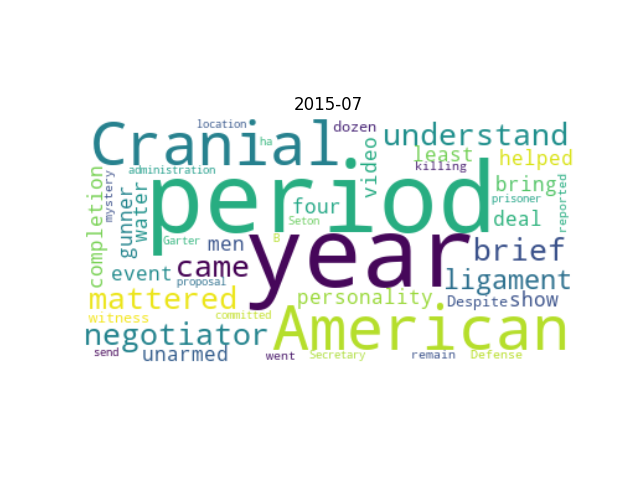 2015-07
location
dozen
Cranial
ha
video
understand
least
helped
killing
administration
mystery
completion
gunner
water
period
four
Seton
bring
prisoner
deal
reported
Garter
men
B
year
brief
came
event
proposal
ligament
mattered
personality
Despite
show
witness
committed
negotiator
American
send
unarmed
went
Secretary
remain
Defense